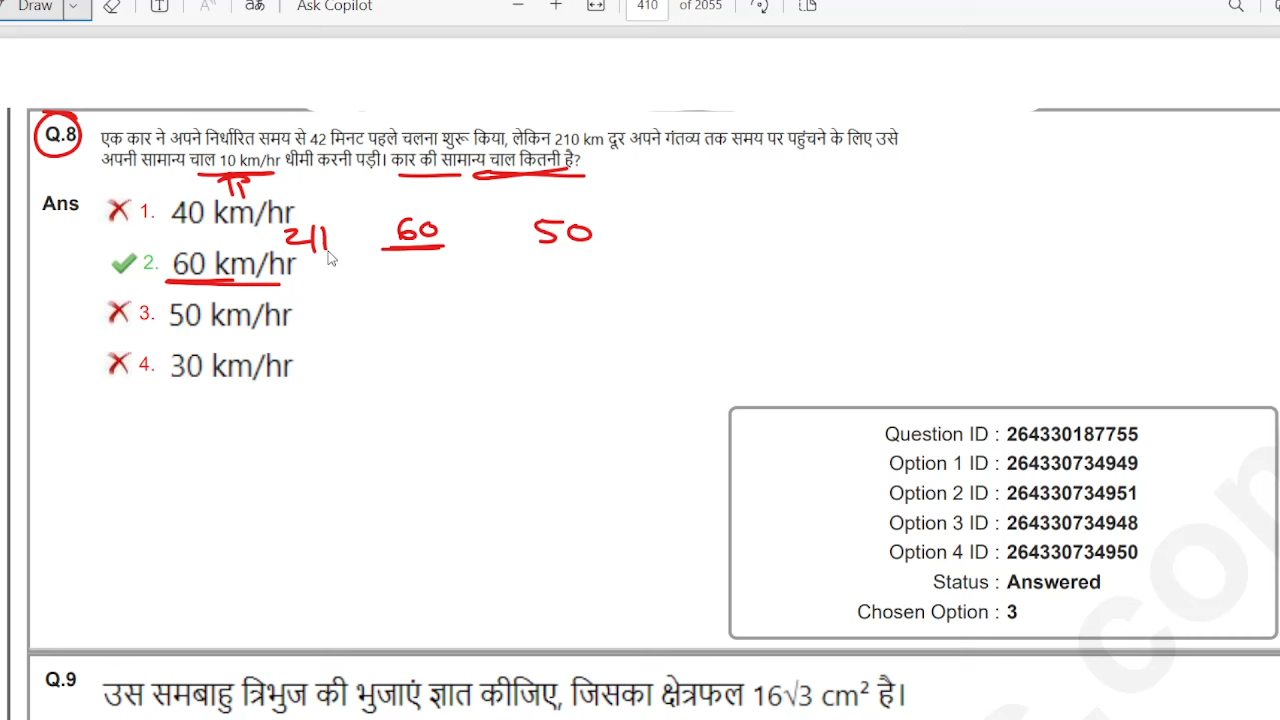 Draw Ask Copilot 410 of 2055
Q.8 एक कार ने अपने निर्धारित समय से 42 मिनट पहले चलना शुरू किया, लेकिन 210 km दूर अपने गंतव्य तक समय पर पहुंचने के लिए उसे
अपनी सामान्य चाल 10 km/hr धीमी करनी पड़ी। कार की सामान्य चाल कितनी है?
Ans 1. 40 km/hr
60 50
2. 60 km/hr
3. 50 km/hr
4. 30 km/hr
Question ID : 264330187755
Option 1 ID : 264330734949
Option 2 ID : 264330734951
Option 3 ID : 264330734948
Option 4 ID : 264330734950
Status : Answered
Chosen Option : 3
Q.9 उस समबाहु त्रिभुज की भुजाएं ज्ञात कीजिए, जिसका क्षेत्रफल 16√3 cm² है।